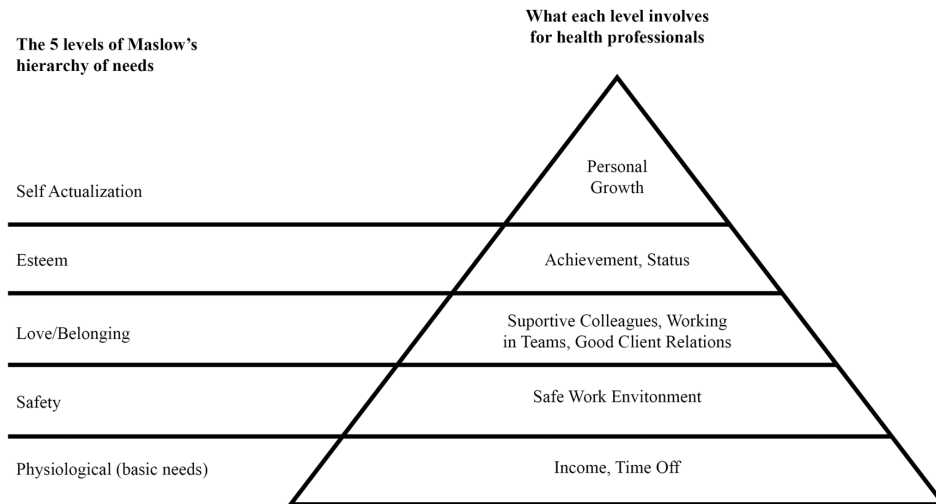 What each level involves
for health professionals
The 5 levels of Maslow’s
hierarchy of needs
Personal
Growth
Self Actualization
Esteem
Achievement, Status
Suportive Colleagues, Working
in Teams, Good Client Relations
Love/Belonging
Safety
Safe Work Envitonment
Physiological (basic needs)
Income, Time Off